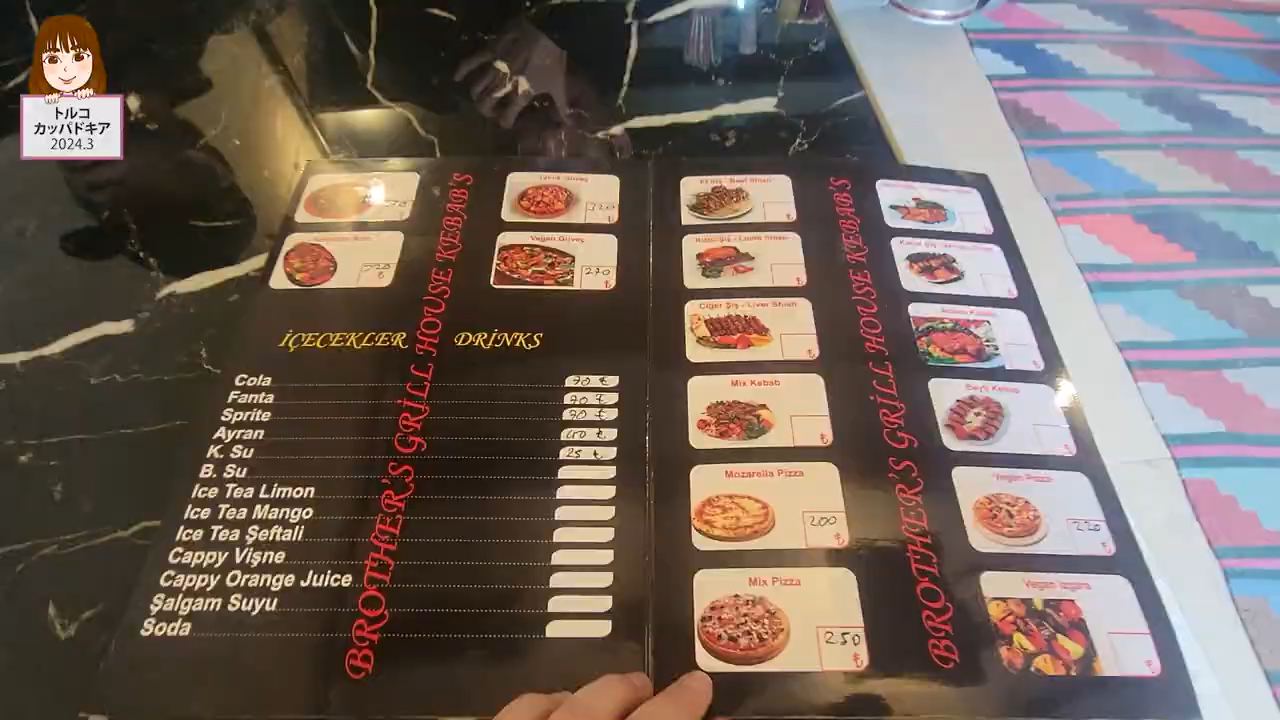 トルコ
カッパドキア
2024.3
Vegan Güveç
220
₺
İÇECEKLER
DRİNKS
Cola 70 ₺
Fanta 70 ₺
Sprite 70 ₺
Ayran
K. Su 25 ₺
B. Su
Ice Tea Limon
Ice Tea Mango
Ice Tea Şeftali
Cappy Vişne
Cappy Orange Juice
Şalgam Suyu
Soda
BROTHER'S GRİLL HOUSE KEBAB'S
Ciğer Şiş - Liver Shish
₺
Mix Kebab
₺
Mozarella Pizza
200
₺
Mix Pizza
250
₺
BROTHER'S GRİLL HOUSE KEBAB'S
Vegan Pizza
220
₺
Vegan Izgara
₺